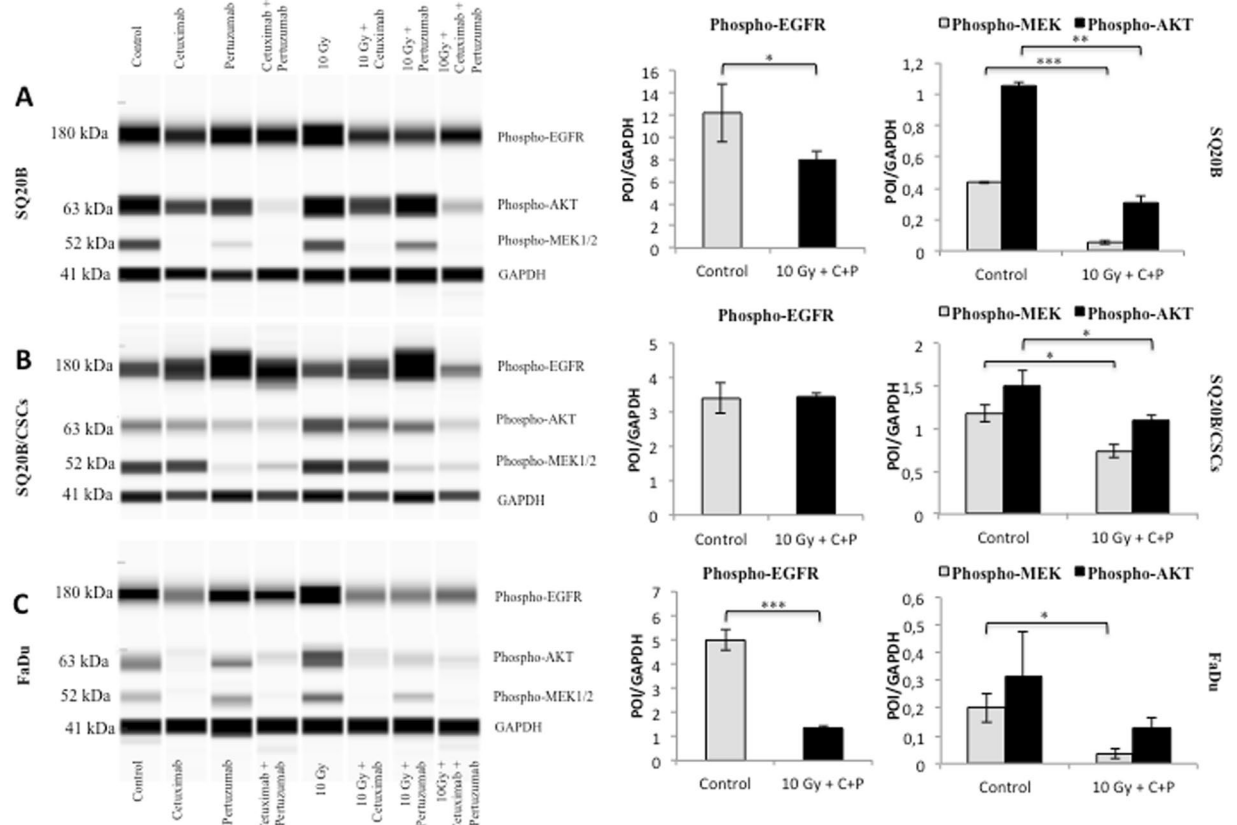 Control
Cetuximab
Pertuzumab
Cetuximab +
Pertuzumab
10 Gy
10 Gy +
Cetuximab
10 Gy +
Pertuzumab
10Gy +
Cetuximab +
Pertuzumab
A
SQ20B
180 kDa
Phospho-EGFR
63 kDa
Phospho-AKT
52 kDa
Phospho-MEK1/2
41 kDa
GAPDH
Phospho-EGFR
*
POI/GAPDH
16
14
12
10
8
6
4
2
0
Control
10 Gy + C+P
Phospho-MEK Phospho-AKT
**
***
POI/GAPDH
1,2
1
0,8
0,6
0,4
0,2
0
Control
10 Gy + C+P
SQ20B
B
SQ20B/CSCs
180 kDa
Phospho-EGFR
63 kDa
Phospho-AKT
52 kDa
Phospho-MEK1/2
41 kDa
GAPDH
Phospho-EGFR
POI/GAPDH
5
4
3
2
1
0
Control
10 Gy + C+P
Phospho-MEK Phospho-AKT
*
*
POI/GAPDH
2
1,5
1
0,5
0
Control
10 Gy + C+P
SQ20B/CSCs
C
FaDu
180 kDa
Phospho-EGFR
63 kDa
Phospho-AKT
52 kDa
Phospho-MEK1/2
41 kDa
GAPDH
Control
Cetuximab
Pertuzumab
Cetuximab +
Pertuzumab
10 Gy
10 Gy +
Cetuximab
10 Gy +
Pertuzumab
10Gy +
Cetuximab +
Pertuzumab
Phospho-EGFR
***
POI/GAPDH
7
6
5
4
3
2
1
0
Control
10 Gy + C+P
Phospho-MEK Phospho-AKT
*
POI/GAPDH
0,6
0,5
0,4
0,3
0,2
0,1
0
Control
10 Gy + C+P
FaDu